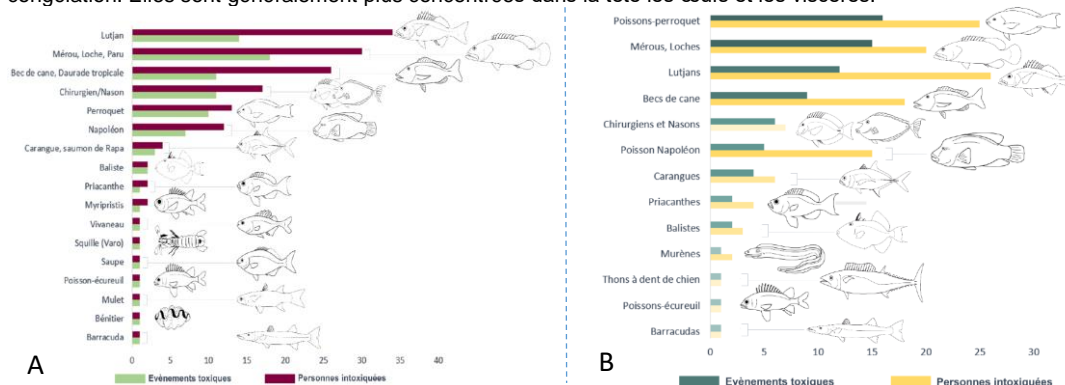 congélation. Elles sont généralement plus concentrées dans la tête les œufs et les viscères.
Lutjan
Mérou, Loche, Paru
Bec de cane, Daurade tropicale
Chirurgien/Nason
Perroquet
Napoléon
Carangue, saumon de Rapa
Baliste
Priacanthe
Myripristis
Vivaneau
Squille (Varo)
Saupe
Poisson-écureuil
Mulet
Bénitier
Barracuda
0 5 10 15 20 25 30 35 40
A
Evènements toxiques Personnes intoxiquées
Poissons-perroquet
Mérous, Loches
Lutjans
Becs de cane
Chirurgiens et Nasons
Poisson Napoléon
Carangues
Priacanthes
Balistes
Murènes
Thons à dent de chien
Poissons-écureuil
Barracudas
0 5 10 15 20 25 30
B
Evènements toxiques Personnes intoxiquées